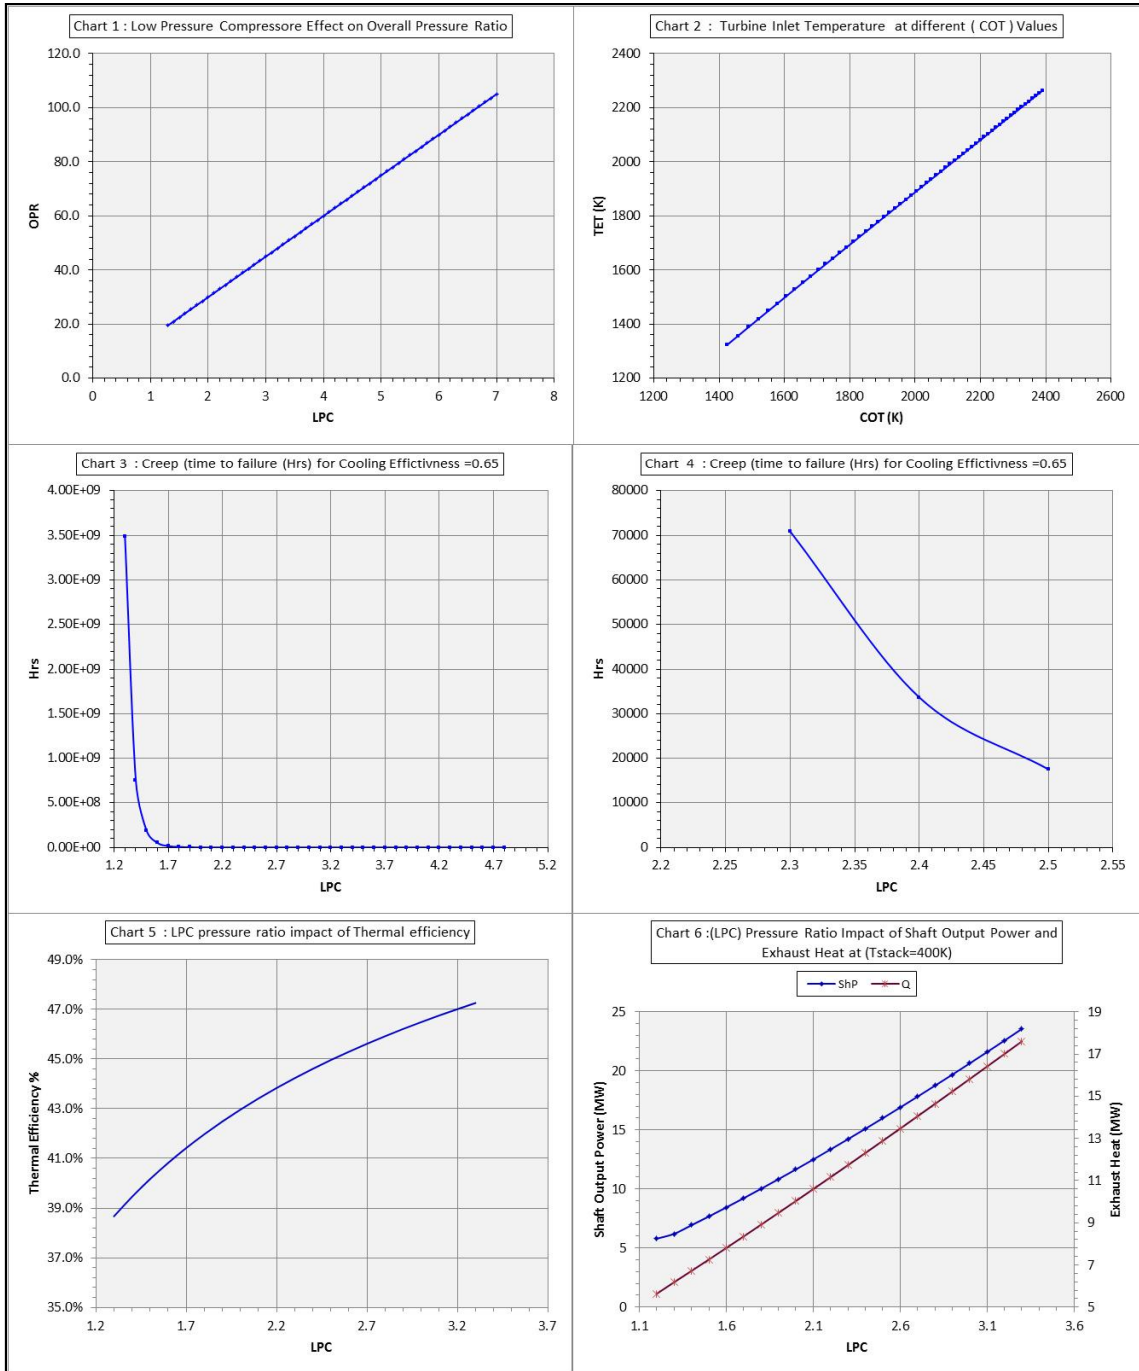 Chart 1 : Low Pressure Compressore Effect on Overall Pressure Ratio
120.0
100.0
80.0
60.0
40.0
20.0
0.0
OPR
0 1 2 3 4 5 6 7 8
LPC
Chart 2 : Turbine Inlet Temperature at different ( COT ) Values
2400
2200
2000
1800
1600
1400
1200
TET (K)
1200 1400 1600 1800 2000 2200 2400 2600
COT (K)
Chart 3 : Creep (time to failure (Hrs) for Cooling Effictivness =0.65
4.00E+09
3.50E+09
3.00E+09
2.50E+09
2.00E+09
1.50E+09
1.00E+09
5.00E+08
0.00E+00
Hrs
1.2 1.7 2.2 2.7 3.2 3.7 4.2 4.7 5.2
LPC
Chart 4 : Creep (time to failure (Hrs) for Cooling Effictivness =0.65
80000
70000
60000
50000
40000
30000
20000
10000
0
Hrs
2.2 2.25 2.3 2.35 2.4 2.45 2.5 2.55
LPC
Chart 5 : LPC pressure ratio impact of Thermal efficiency
49.0%
47.0%
45.0%
43.0%
41.0%
39.0%
37.0%
35.0%
Thermal Efficiency %
1.2 1.7 2.2 2.7 3.2 3.7
LPC
Chart 6 :(LPC) Pressure Ratio Impact of Shaft Output Power and
Exhaust Heat at (Tstack=400K)
ShP Q
25
20
15
10
5
0
Shaft Output Power (MW)
19
17
15
13
11
9
7
5
Exhaust Heat (MW)
1.1 1.6 2.1 2.6 3.1 3.6
LPC